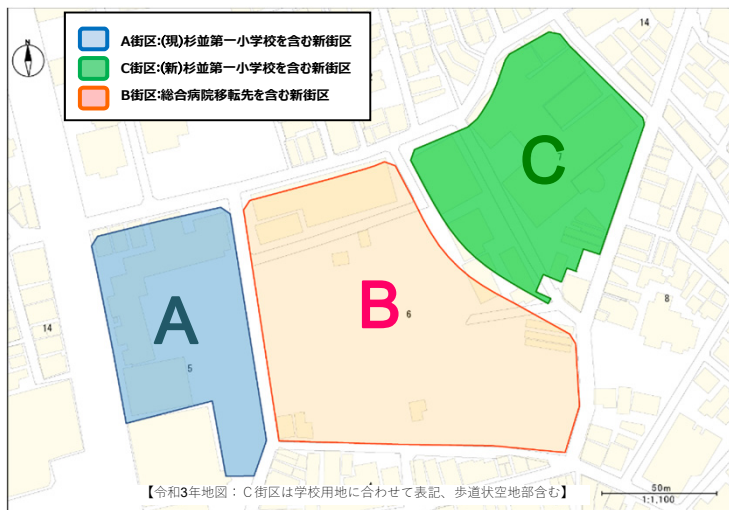 A街区:(現)杉並第一小学校を含む新街区
C街区:(新)杉並第一小学校を含む新街区
B街区:総合病院移転先を含む新街区
14
7
C
B
6
A
14
5
8
【令和3年地図：C街区は学校用地に合わせて表記、歩道状空地部含む】
50m
1:1,100